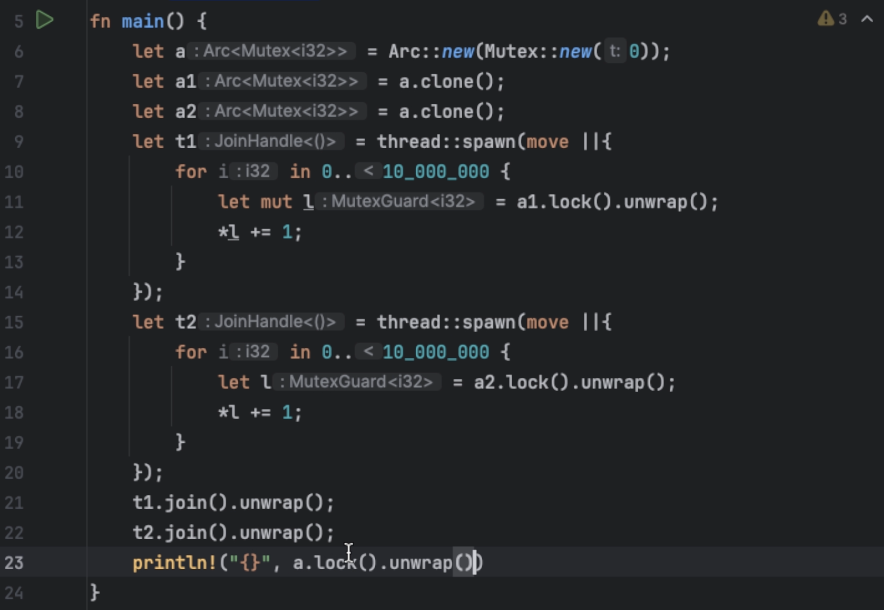 5 fn main() {
6 let a : Arc<Mutex<i32>> = Arc::new(Mutex::new( t: 0));
7 let a1 : Arc<Mutex<i32>> = a.clone();
8 let a2 : Arc<Mutex<i32>> = a.clone();
9 let t1 : JoinHandle<()> = thread::spawn(move ||{
10 for i : i32 in 0.. < 10_000_000 {
11 let mut l : MutexGuard<i32> = a1.lock().unwrap();
12 *l += 1;
13 }
14 });
15 let t2 : JoinHandle<()> = thread::spawn(move ||{
16 for i : i32 in 0.. < 10_000_000 {
17 let l : MutexGuard<i32> = a2.lock().unwrap();
18 *l += 1;
19 }
20 });
21 t1.join().unwrap();
22 t2.join().unwrap();
23 println!("{}", a.lock().unwrap())
24 }
3